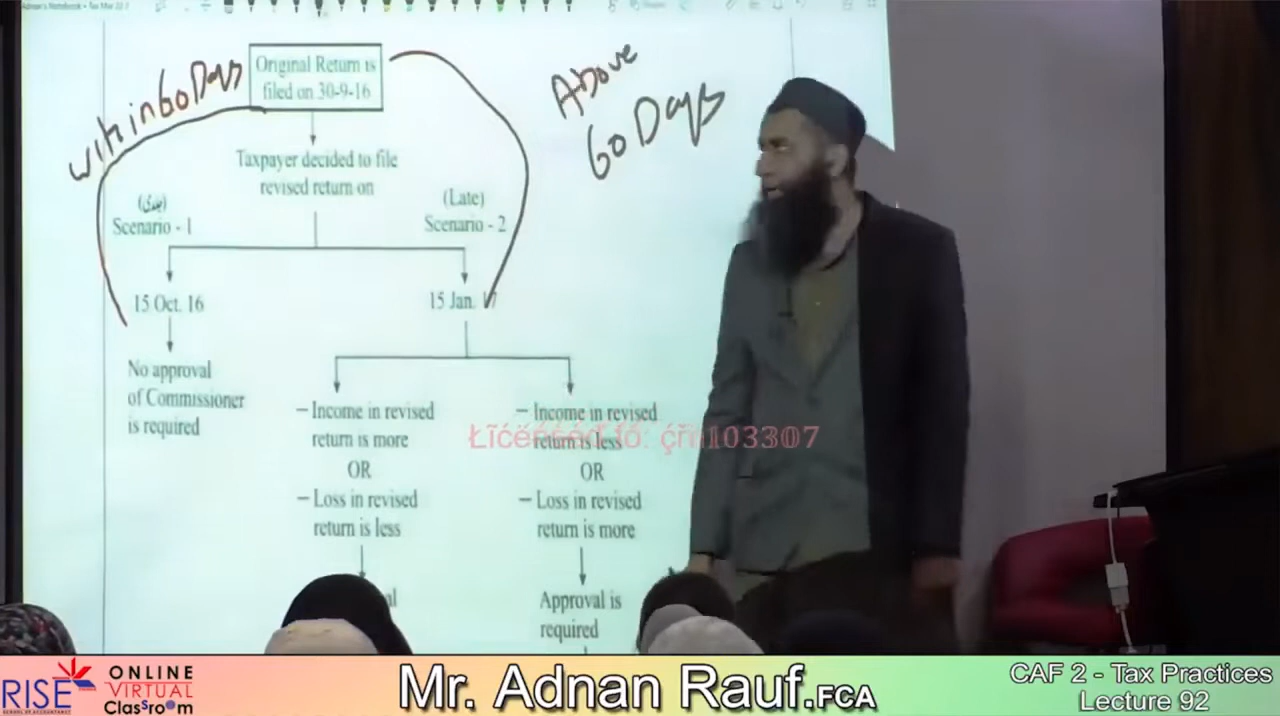 Adnan's Notebook • Tax
within 60 Days
Original Return is
filed on 30-9-16
Above
60 Days
Taxpayer decided to file
revised return on
(جلدی)
Scenario - 1
(Late)
Scenario - 2
15 Oct. 16
15 Jan. 17
No approval
of Commissioner
is required
– Income in revised
return is more
OR
– Loss in revised
return is less
– Income in revised
return is less
OR
– Loss in revised
return is more
Approval is
required
RISE
ONLINE
VIRTUAL
Classroom
Mr. Adnan Rauf.FCA
CAF 2 - Tax Practices
Lecture 92